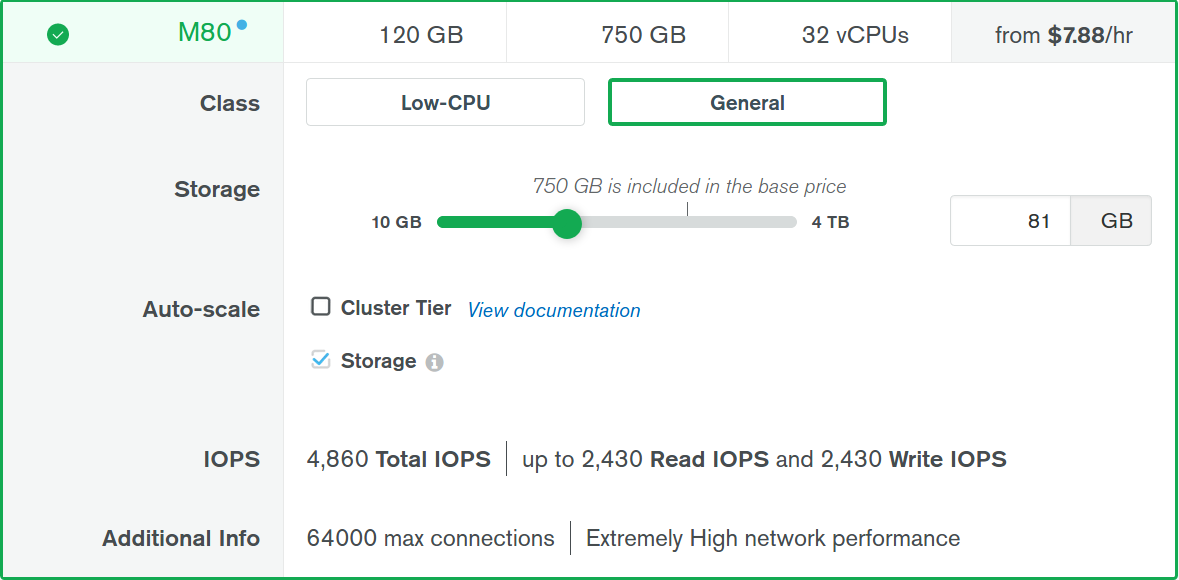 M80 120 GB 750 GB 32 vCPUs from $7.88/hr
Class Low-CPU General
750 GB is included in the base price
Storage 10 GB 4 TB 81 GB
Auto-scale Cluster Tier View documentation
Storage
IOPS 4,860 Total IOPS up to 2,430 Read IOPS and 2,430 Write IOPS
Additional Info 64000 max connections Extremely High network performance